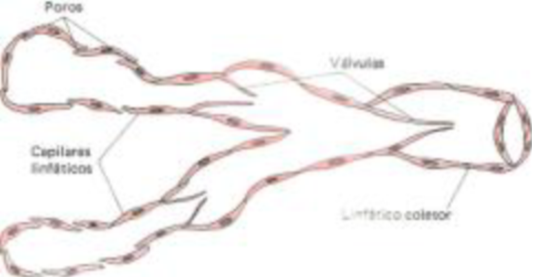 Poros
Válvulas
Capilares
linfáticos
Linfático coletor